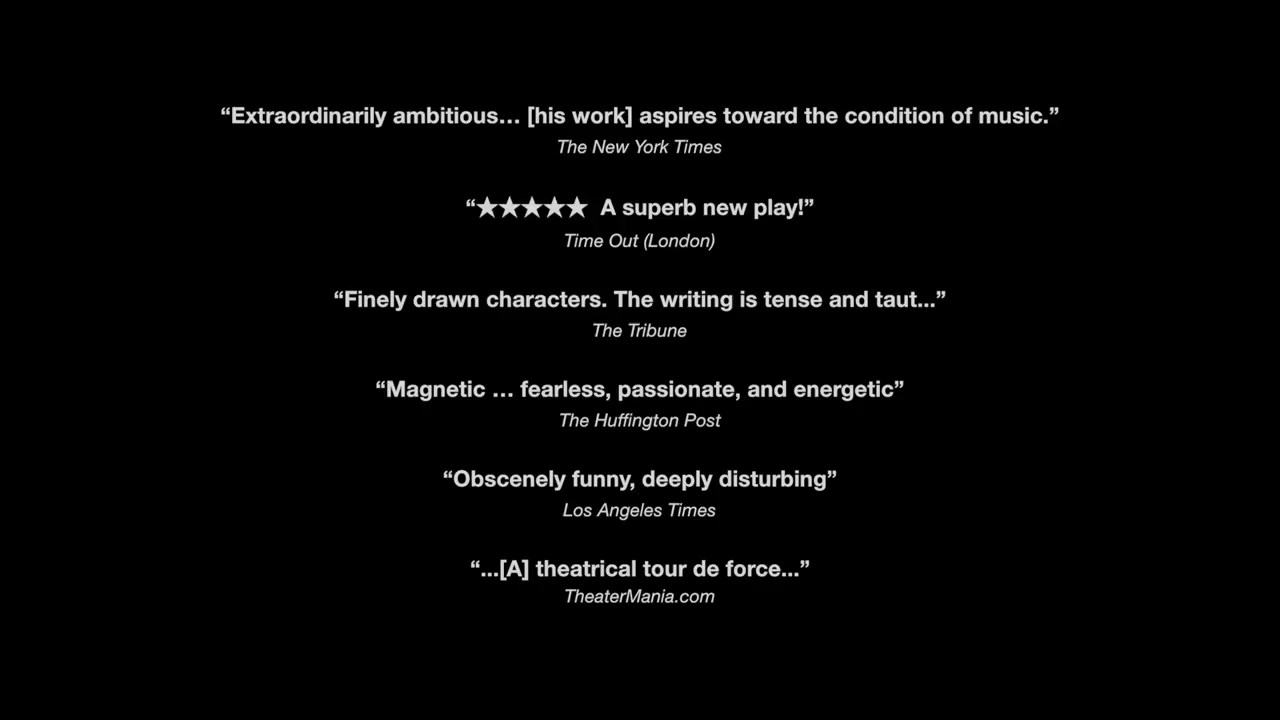 “Extraordinarily ambitious… [his work] aspires toward the condition of music.”
The New York Times
“★★★★★ A superb new play!”
Time Out (London)
“Finely drawn characters. The writing is tense and taut...”
The Tribune
“Magnetic … fearless, passionate, and energetic”
The Huffington Post
“Obscenely funny, deeply disturbing”
Los Angeles Times
“...[A] theatrical tour de force...”
TheaterMania.com